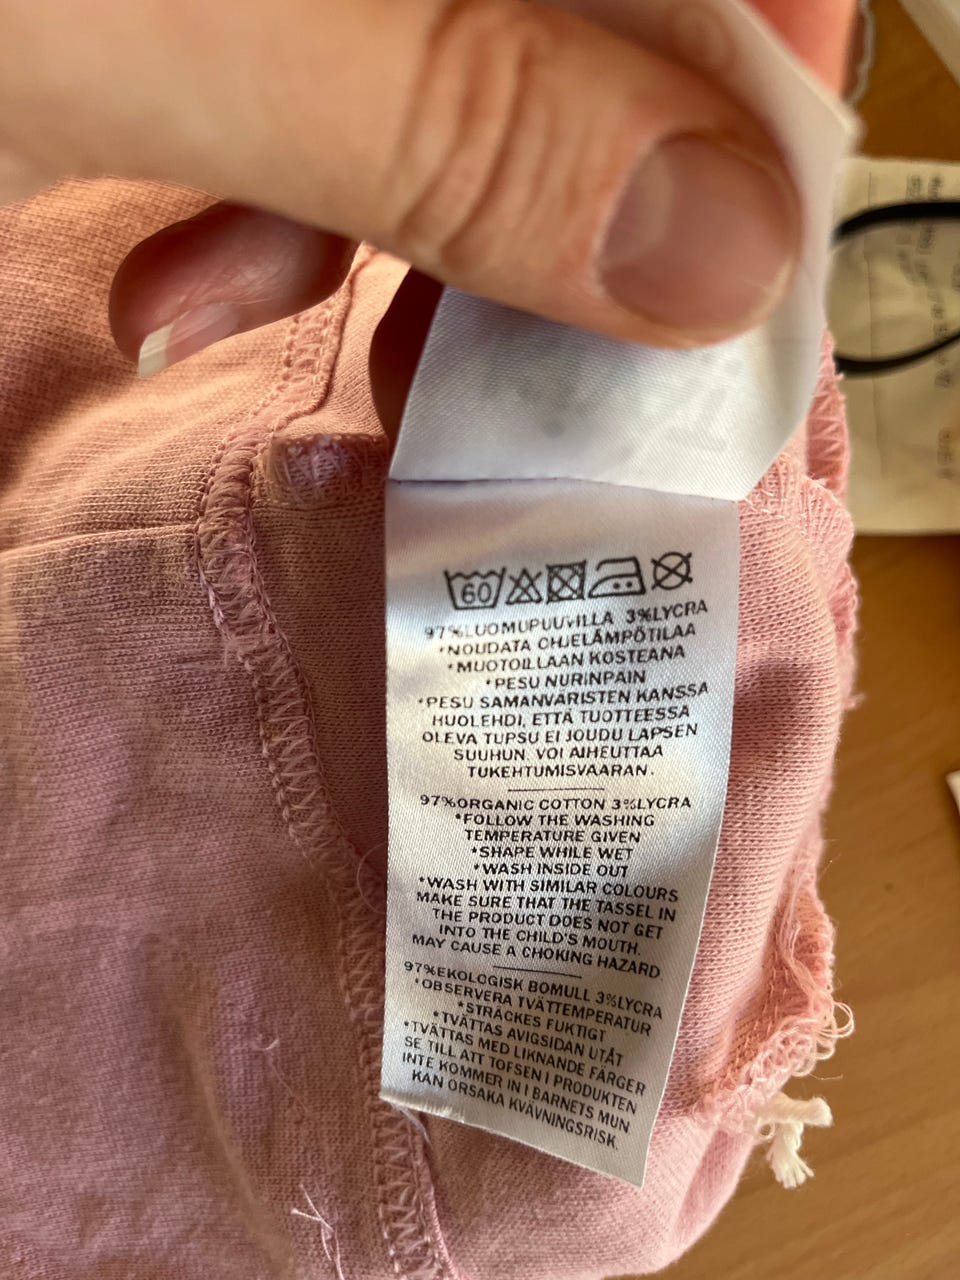 60
97%LUOMUPUUVILLA 3%LYCRA
*NOUDATA OHJELÄMPÖTILAA
*MUOTOILLAAN KOSTEANA
*PESU NURINPÄIN
*PESU SAMANVÄRISTEN KANSSA
HUOLEHDI, ETTÄ TUOTTEESSA
OLEVA TUPSU EI JOUDU LAPSEN
SUUHUN. VOI AIHEUTTAA
TUKEHTUMISVAARAN.
97%ORGANIC COTTON 3%LYCRA
*FOLLOW THE WASHING
TEMPERATURE GIVEN
*SHAPE WHILE WET
*WASH INSIDE OUT
*WASH WITH SIMILAR COLOURS
MAKE SURE THAT THE TASSEL IN
THE PRODUCT DOES NOT GET
INTO THE CHILD'S MOUTH.
MAY CAUSE A CHOKING HAZARD.
97%EKOLOGISK BOMULL 3%LYCRA
*OBSERVERA TVÄTTEMPERATUR
*STRÄCKES FUKTIGT
*TVÄTTAS AVIGSIDAN UTÅT
*TVÄTTAS MED LIKNANDE FÄRGER
SE TILL ATT TOFSEN I PRODUKTEN
INTE KOMMER IN I BARNETS MUN
KAN ORSAKA KVÄVNINGSRISK.